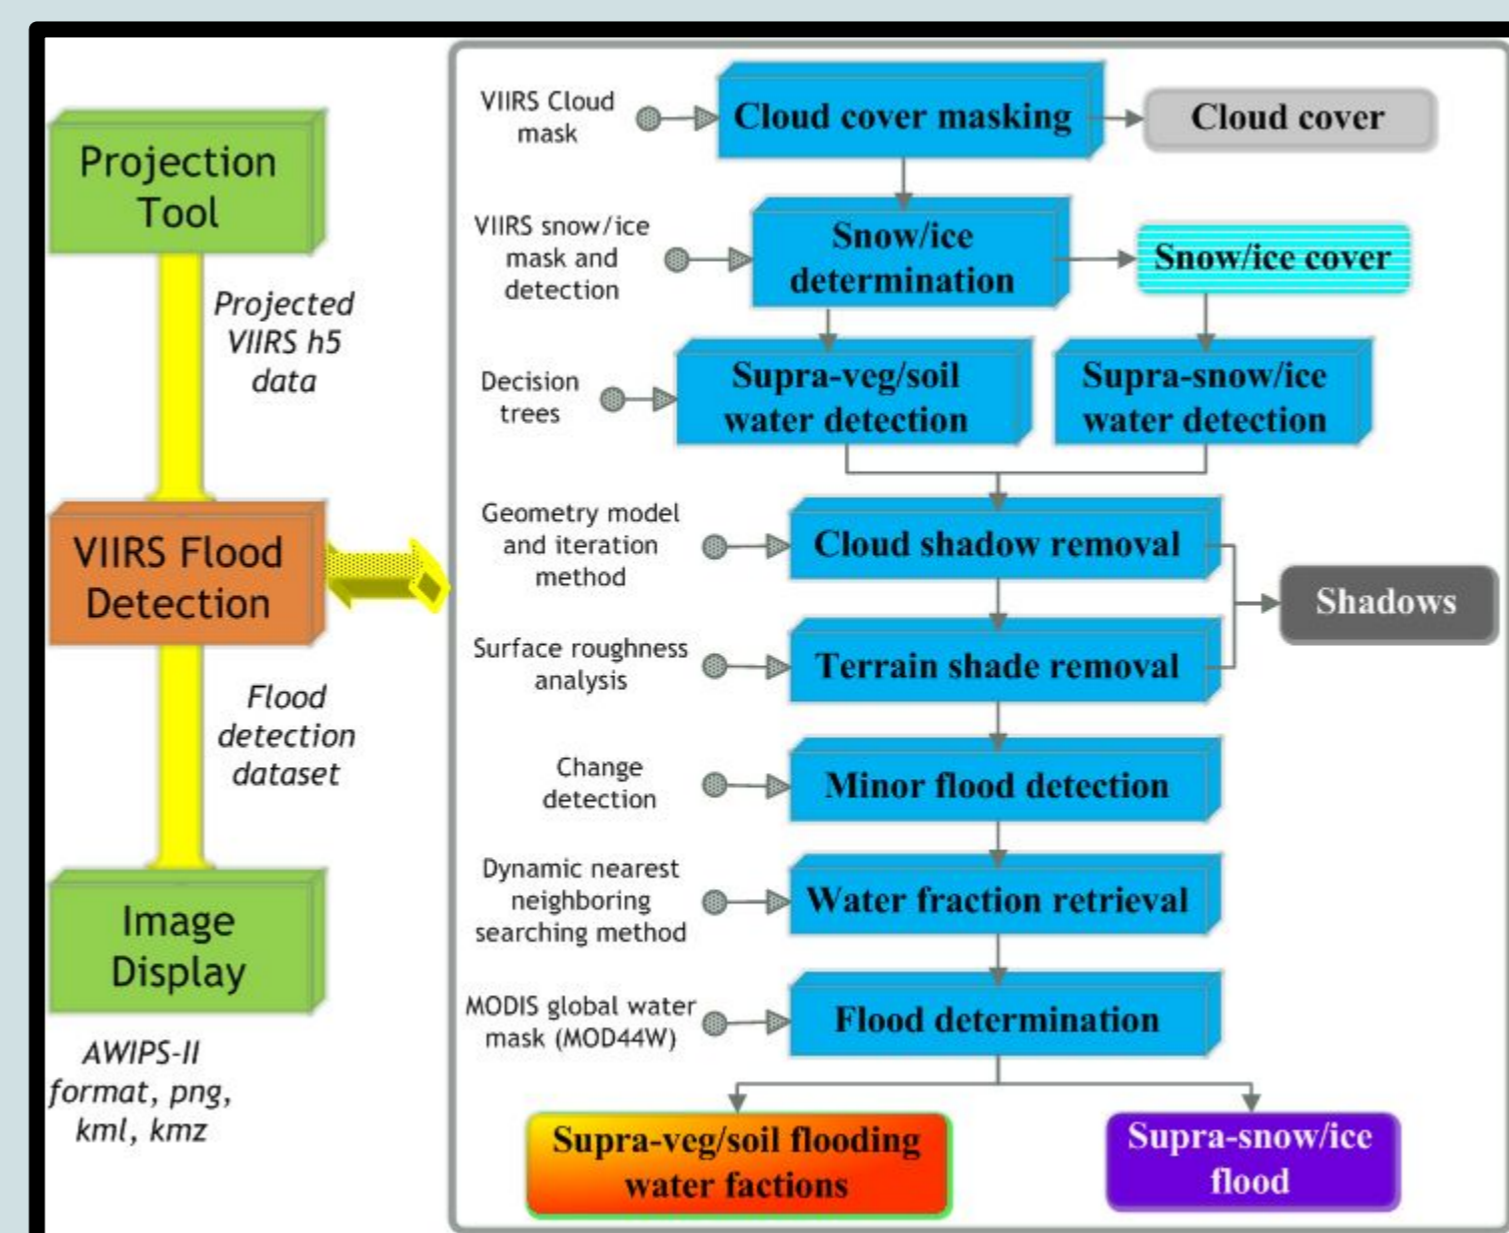 Projection
Tool
Projected
VIIRS h5
data
VIIRS Flood
Detection
Flood
detection
dataset
Image
Display
AWIPS-II
format, png,
kml, kmz
VIIRS Cloud
mask
Cloud cover masking
Cloud cover
VIIRS snow/ice
mask and
detection
Snow/ice
determination
Snow/ice cover
Decision
trees
Supra-veg/soil
water detection
Supra-snow/ice
water detection
Geometry model
and iteration
method
Cloud shadow removal
Shadows
Surface roughness
analysis
Terrain shade removal
Change
detection
Minor flood detection
Dynamic nearest
neighboring
searching method
Water fraction retrieval
MODIS global water
mask (MOD44W)
Flood determination
Supra-veg/soil flooding
water factions
Supra-snow/ice
flood